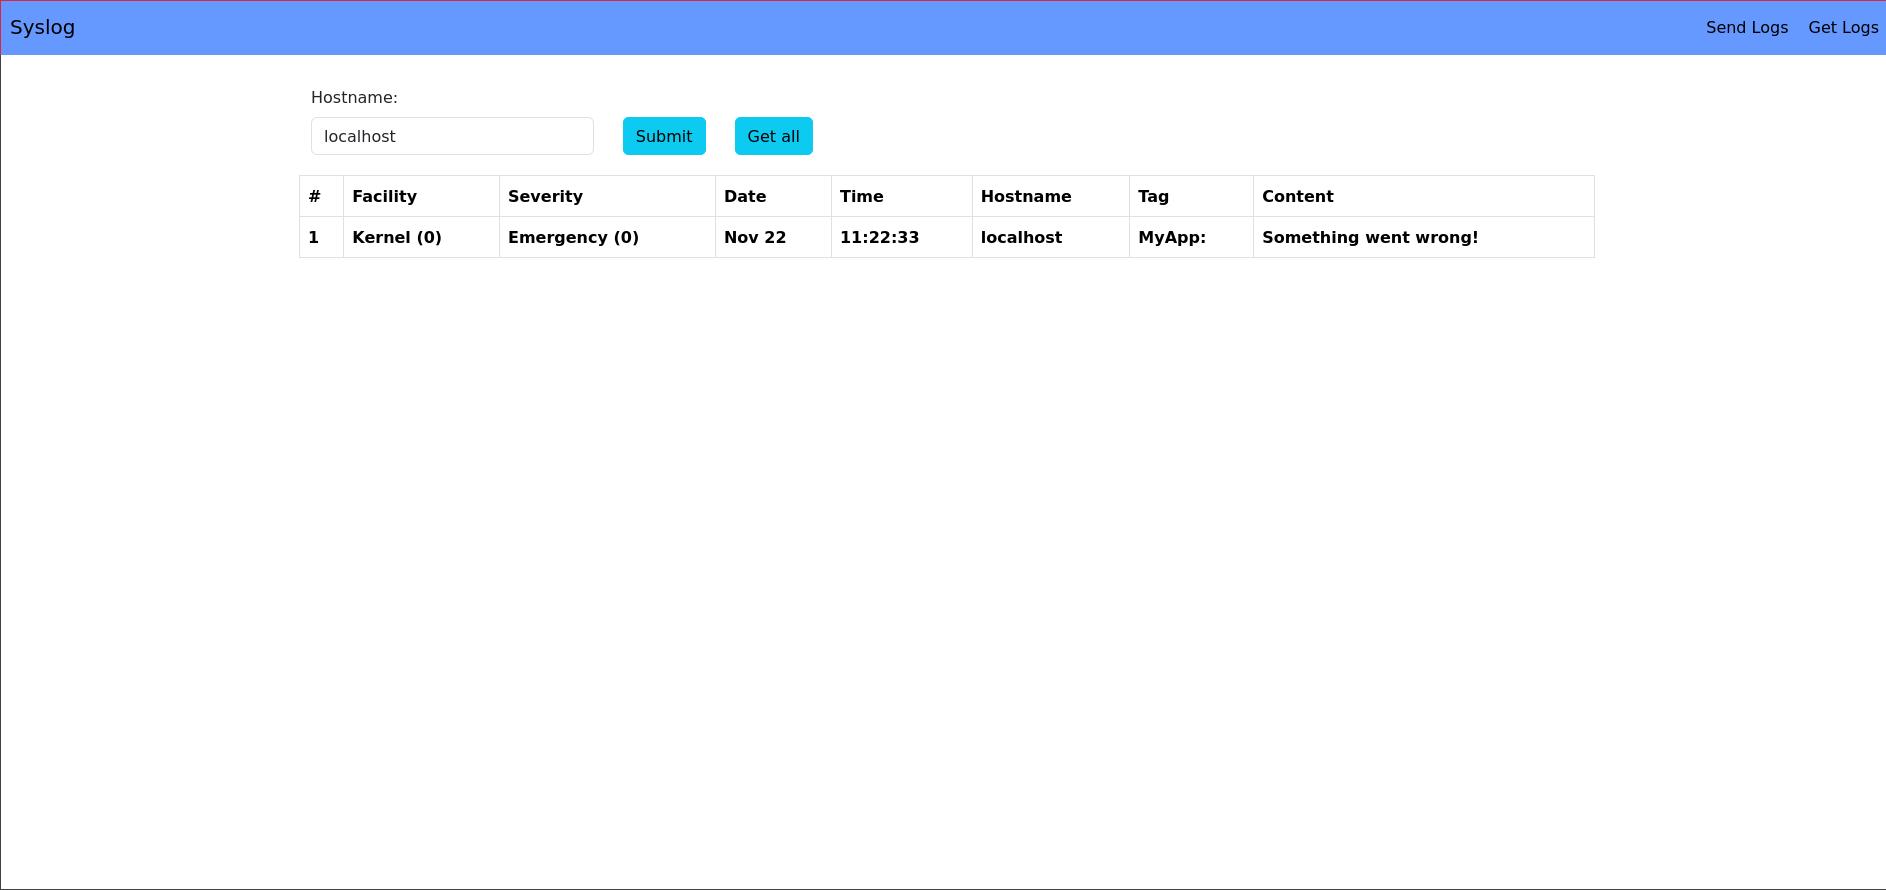 Syslog Send Logs Get Logs
Hostname:
localhost Submit Get all
# Facility Severity Date Time Hostname Tag Content
1 Kernel (0) Emergency (0) Nov 22 11:22:33 localhost MyApp: Something went wrong!